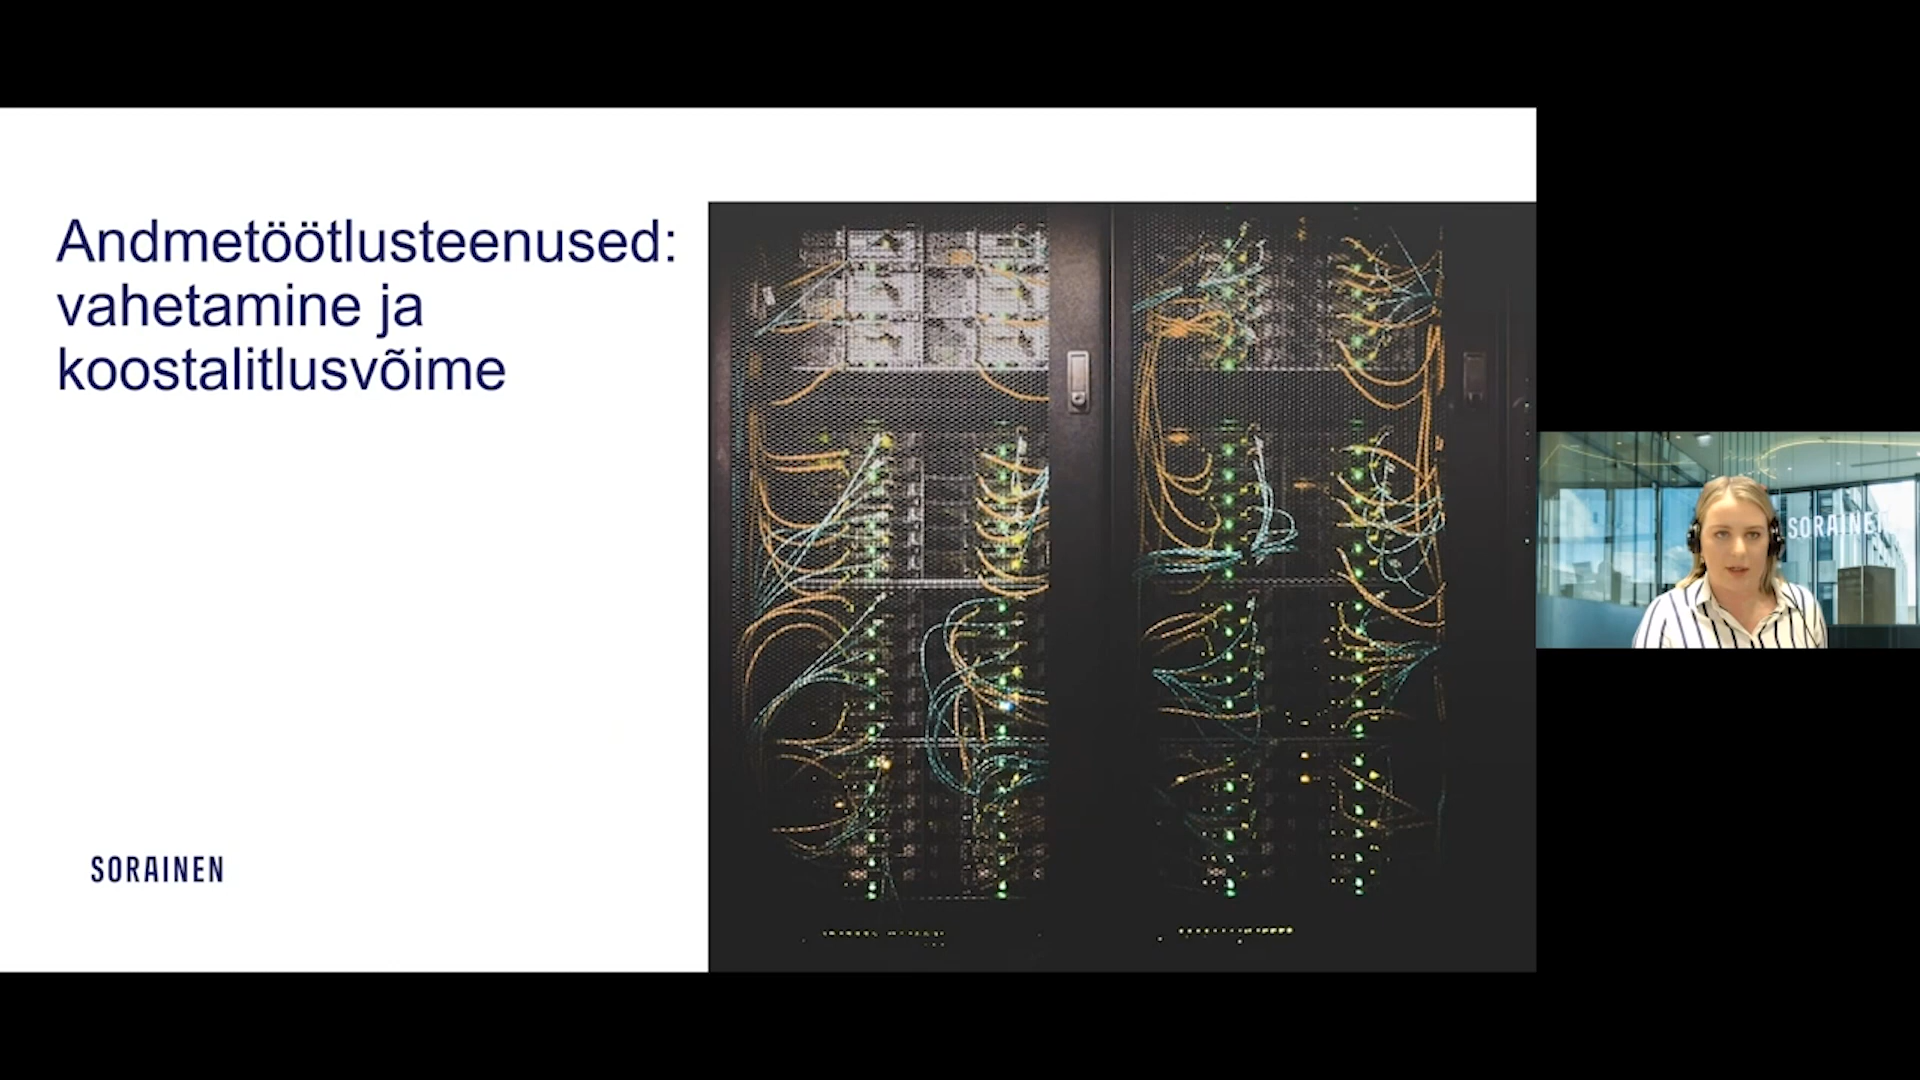 Andmetöötlusteenused:
vahetamine ja
koostalitlusvõime
SORAINEN
SORAINEN